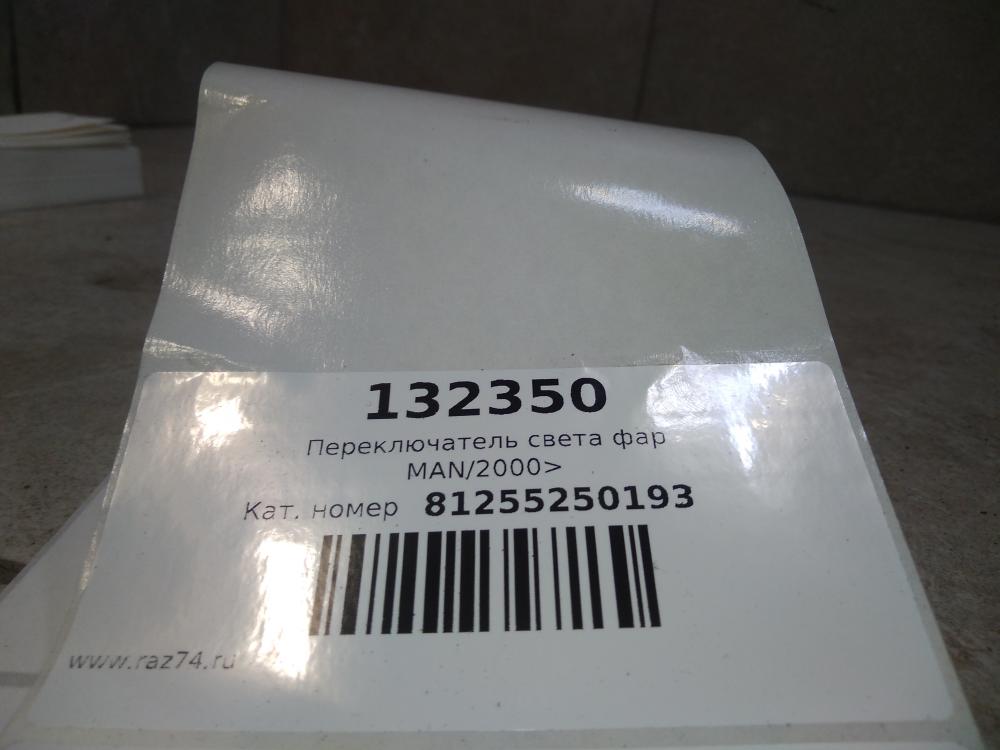 132350
Переключатель света фар
MAN/2000>
Кат. номер 81255250193
www.raz74.ru